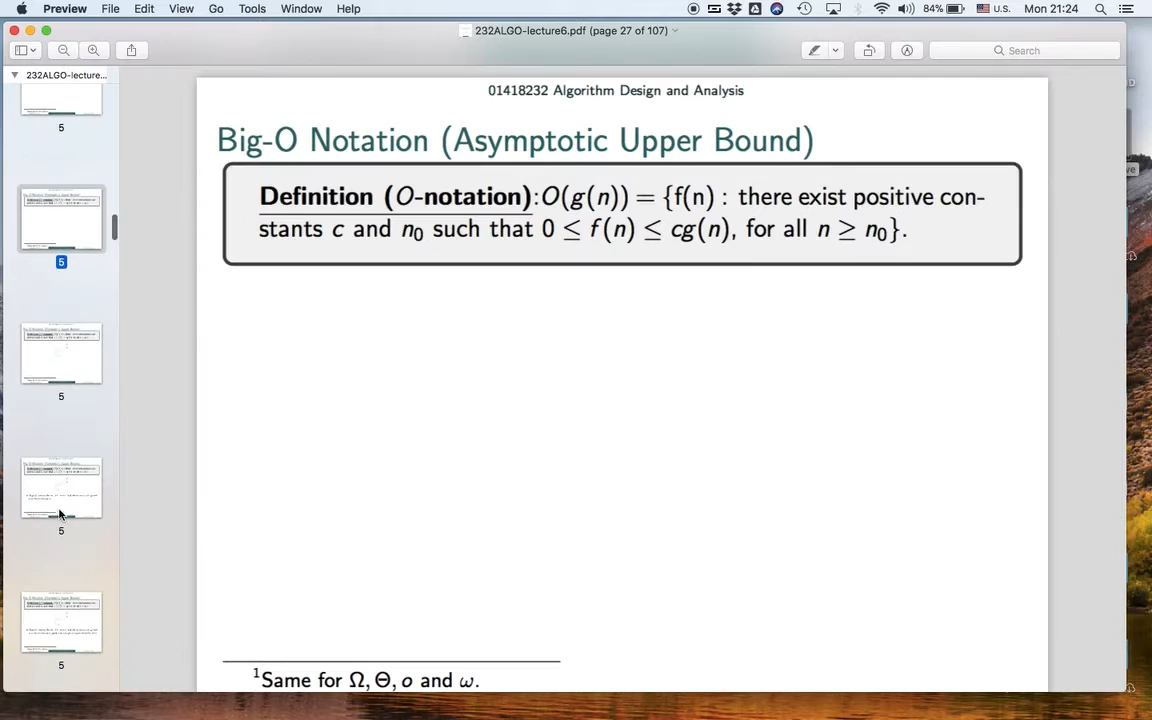 Preview File Edit View Go Tools Window Help 84% U.S. Mon 21:24
232ALGO-lecture6.pdf (page 27 of 107)
Search
232ALGO-lecture...
5
5
5
5
5
01418232 Algorithm Design and Analysis
Big-O Notation (Asymptotic Upper Bound)
Definition (O-notation):O(g(n)) = {f(n) : there exist positive con-
stants c and n₀ such that 0 ≤ f(n) ≤ cg(n), for all n ≥ n₀}.
¹Same for Ω, Θ, o and ω.